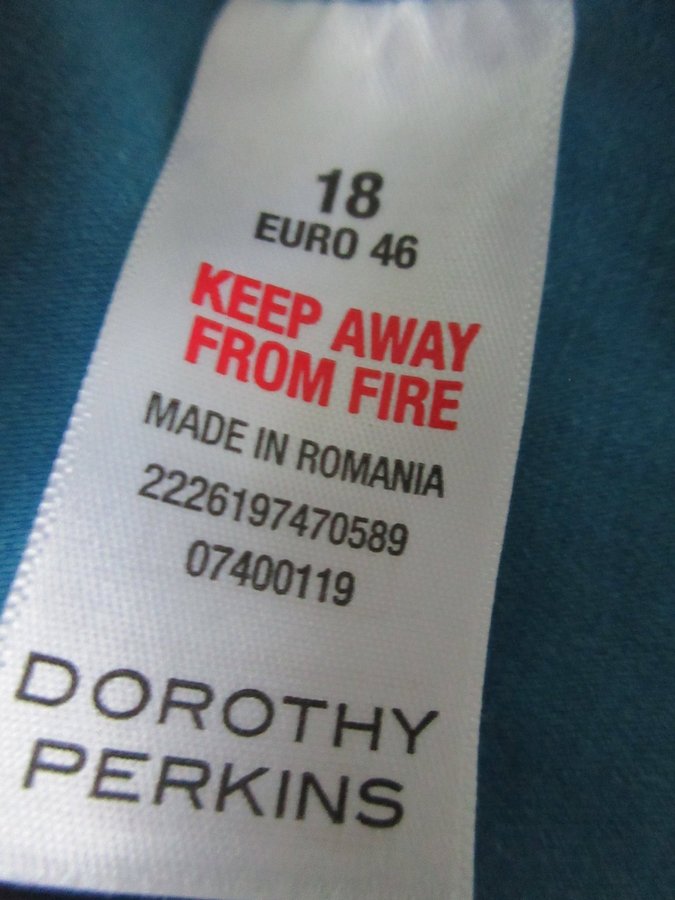 18
EURO 46
KEEP AWAY
FROM FIRE
MADE IN ROMANIA
2226197470589
07400119
DOROTHY
PERKINS